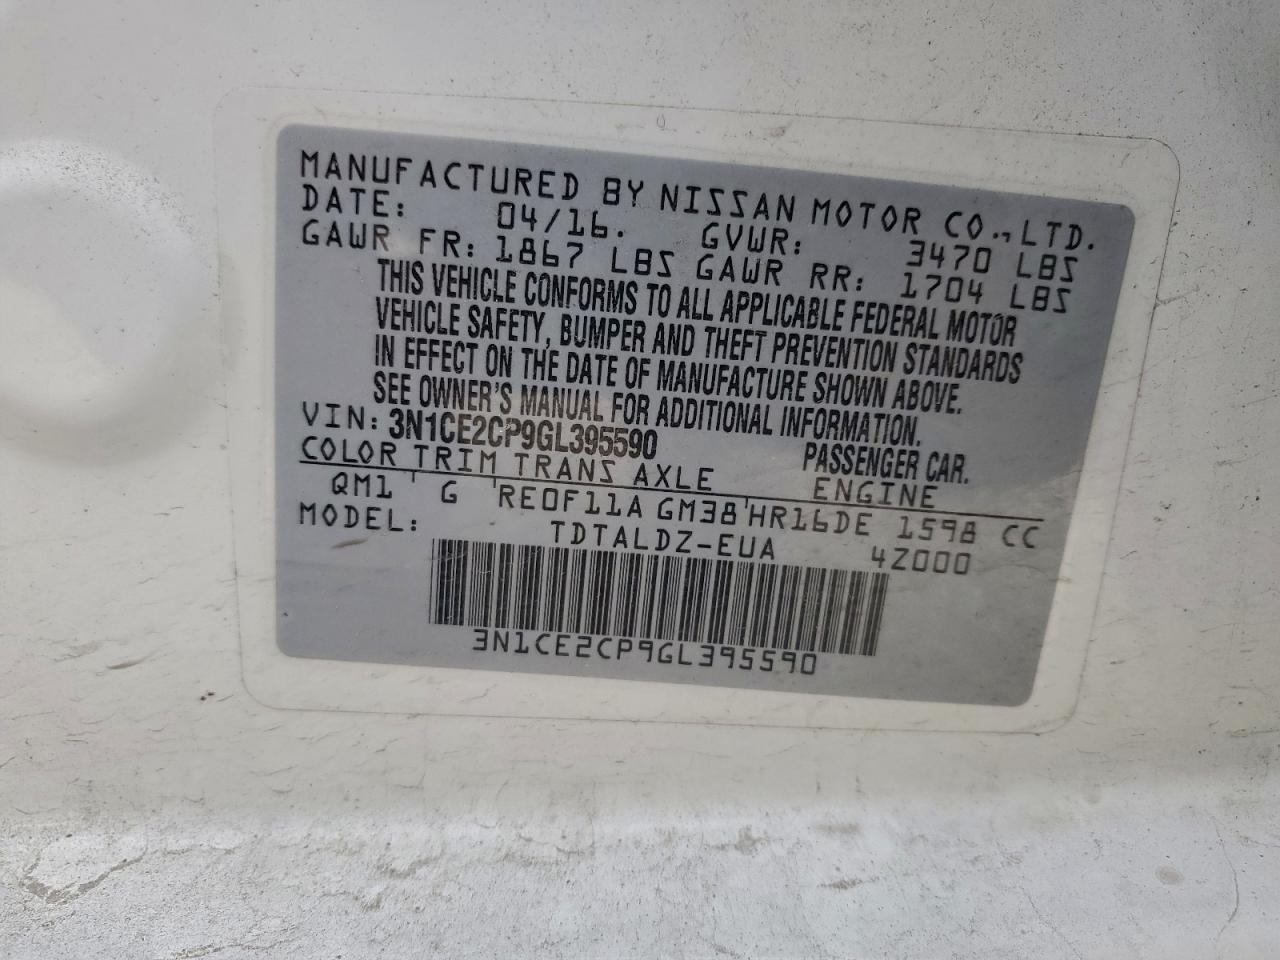 MANUFACTURED BY NISSAN MOTOR CO.,LTD.
DATE: 04/16. GVWR: 3470 LBS
GAWR FR: 1867 LBS GAWR RR: 1704 LBS
THIS VEHICLE CONFORMS TO ALL APPLICABLE FEDERAL MOTOR
VEHICLE SAFETY, BUMPER AND THEFT PREVENTION STANDARDS
IN EFFECT ON THE DATE OF MANUFACTURE SHOWN ABOVE.
SEE OWNER'S MANUAL FOR ADDITIONAL INFORMATION.
VIN: 3N1CE2CP9GL395590 PASSENGER CAR.
COLOR TRIM TRANS AXLE ENGINE
QM1 G RE0F11A GM38 HR16DE 1598 CC
MODEL: TDTALDZ-EUA 4Z000
3N1CE2CP9GL395590